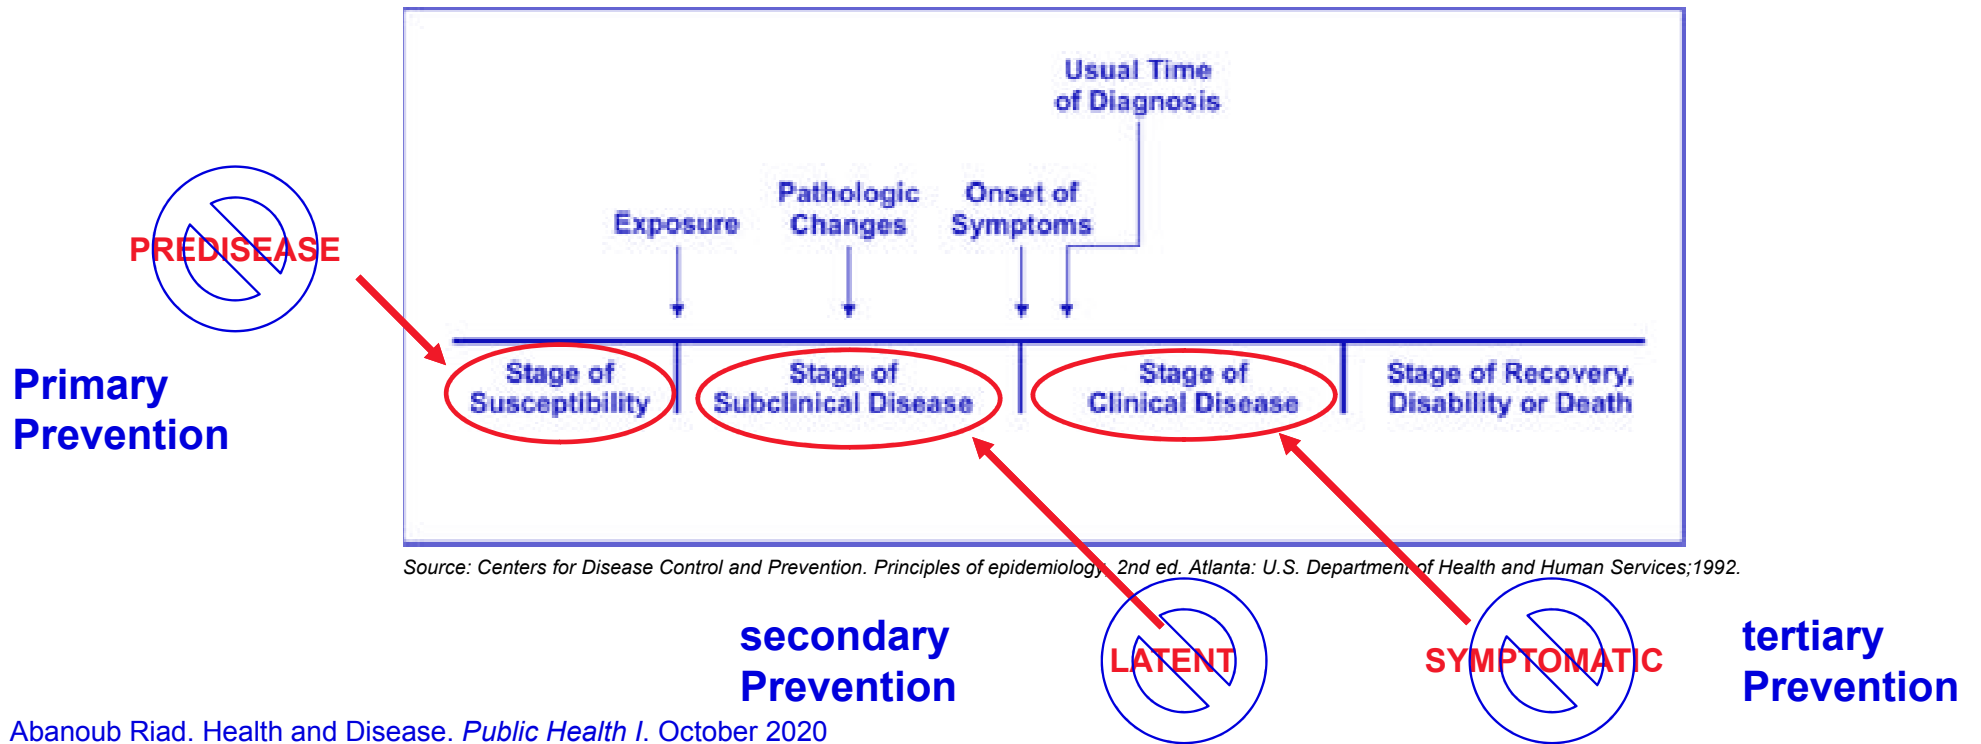 Usual Time
of Diagnosis
Exposure
Pathologic
Changes
Onset of
Symptoms
PREDISEASE
Primary
Prevention
Stage of
Susceptibility
Stage of
Subclinical Disease
Stage of
Clinical Disease
Stage of Recovery,
Disability or Death
Source: Centers for Disease Control and Prevention. Principles of epidemiology, 2nd ed. Atlanta: U.S. Department of Health and Human Services;1992.
secondary
Prevention
LATENT
SYMPTOMATIC
tertiary
Prevention
Abanoub Riad. Health and Disease. Public Health I. October 2020